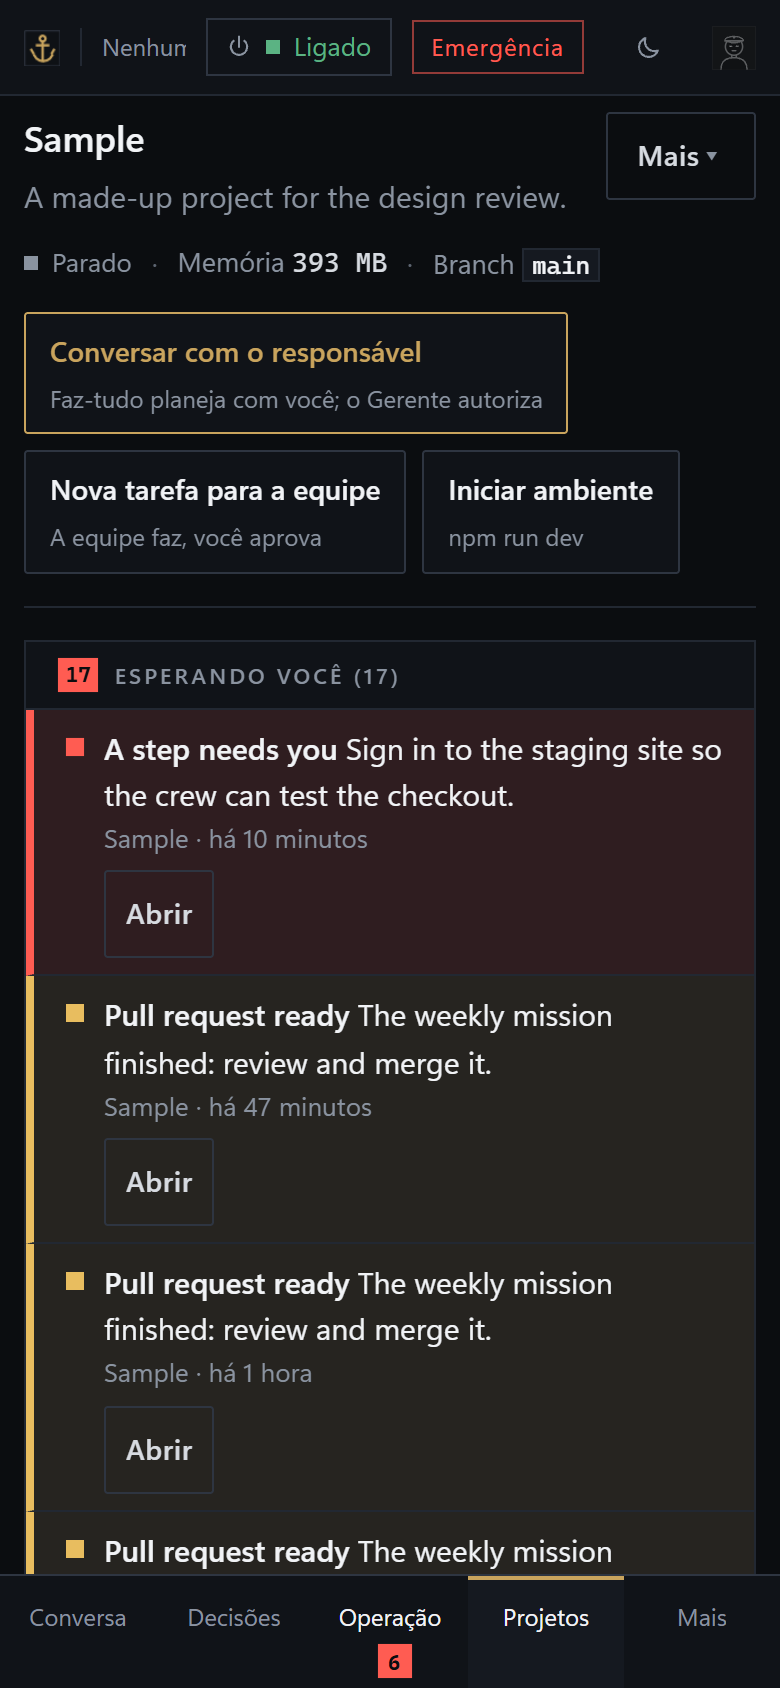 Nenhum
Ligado
Emergência
Sample
Mais
A made-up project for the design review.
Parado · Memória 393 MB · Branch main
Conversar com o responsável
Faz-tudo planeja com você; o Gerente autoriza
Nova tarefa para a equipe
A equipe faz, você aprova
Iniciar ambiente
npm run dev
17 ESPERANDO VOCÊ (17)
A step needs you Sign in to the staging site so
the crew can test the checkout.
Sample · há 10 minutos
Abrir
Pull request ready The weekly mission
finished: review and merge it.
Sample · há 47 minutos
Abrir
Pull request ready The weekly mission
finished: review and merge it.
Sample · há 1 hora
Abrir
Pull request ready The weekly mission
Conversa
Decisões
Operação
6
Projetos
Mais